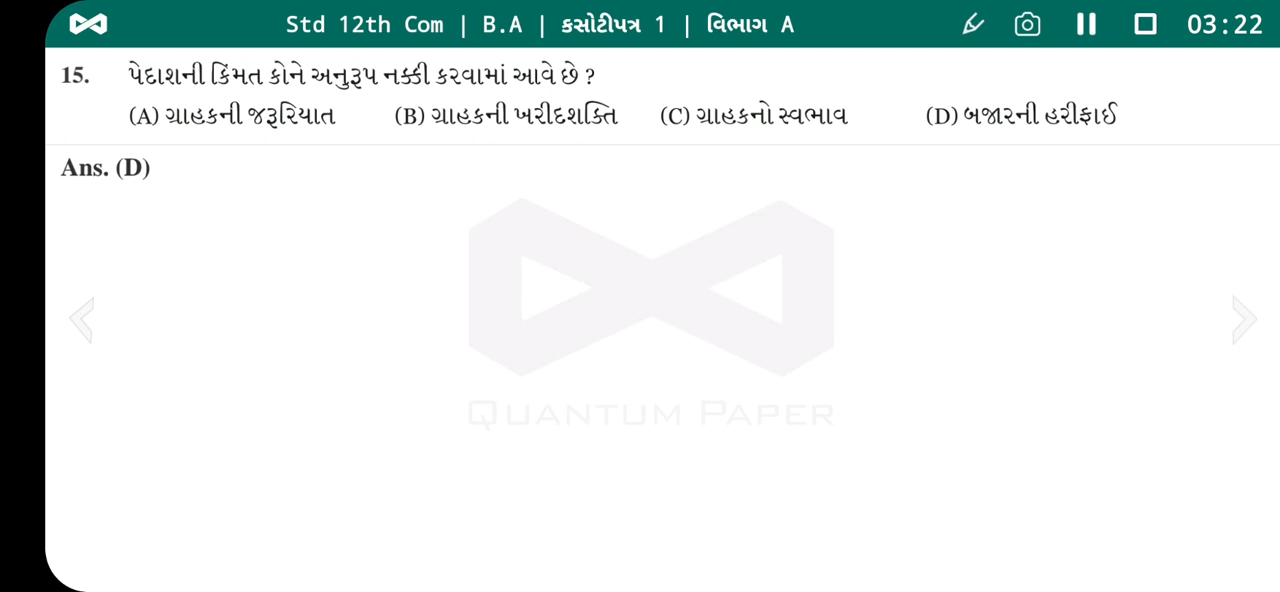 Std 12th Com | B.A | કસોટીપત્ર 1 | વિભાગ A 03:22
15. પેદાશની કિંમત કોને અનુરૂપ નક્કી કરવામાં આવે છે ?
(A) ગ્રાહકની જરૂરિયાત (B) ગ્રાહકની ખરીદશક્તિ (C) ગ્રાહકનો સ્વભાવ (D) બજારની હરીફાઈ
Ans. (D)
QUANTUM PAPER